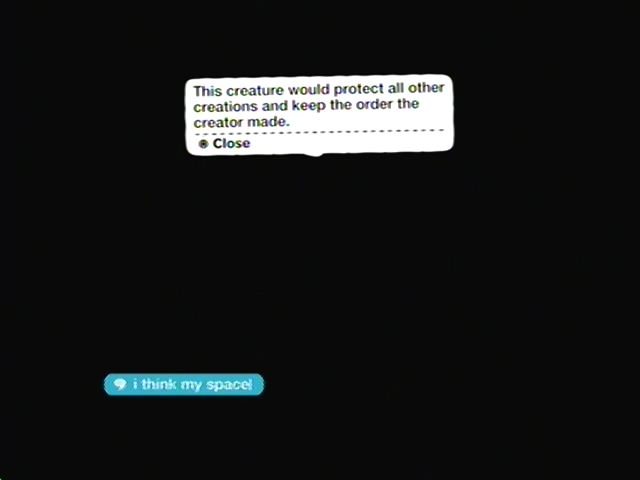 This creature would protect all other
creations and keep the order the
creator made.
Close
i think my space!